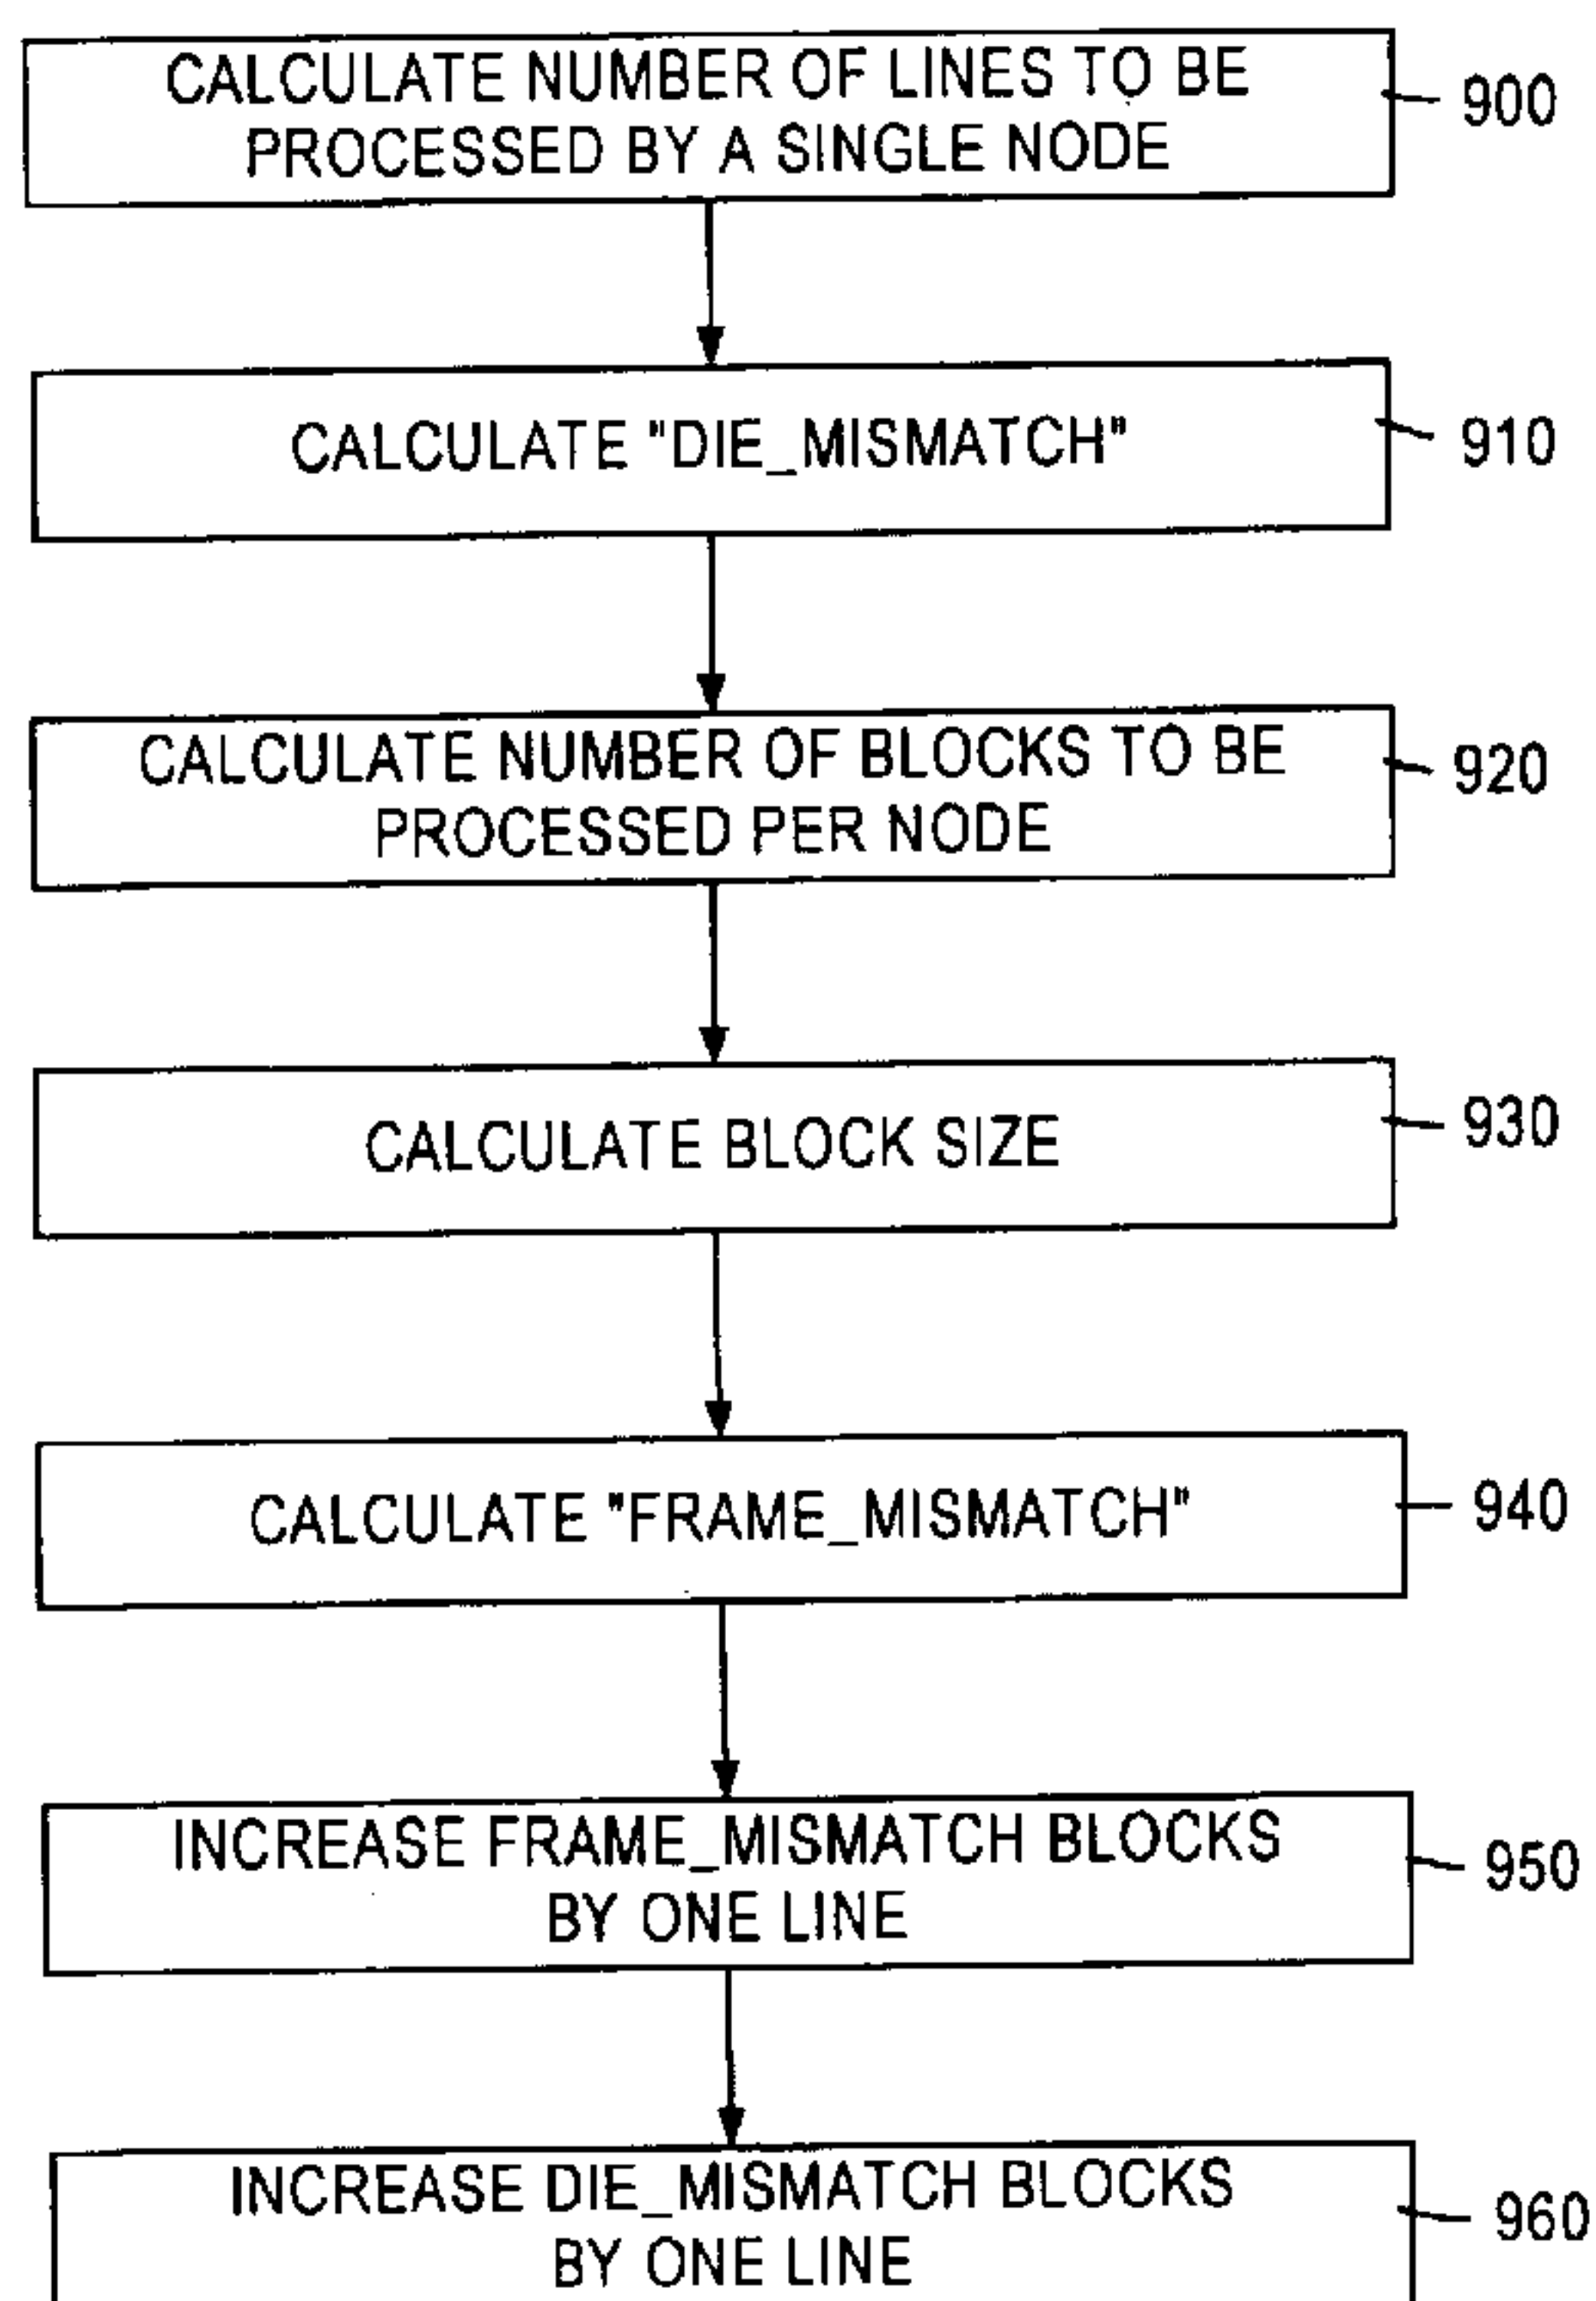 CALCULATE NUMBER OF LINES TO BE
PROCESSED BY A SINGLE NODE
900
CALCULATE "DIE_MISMATCH"
910
CALCULATE NUMBER OF BLOCKS TO BE
PROCESSED PER NODE
920
CALCULATE BLOCK SIZE
930
CALCULATE "FRAME_MISMATCH"
940
INCREASE FRAME_MISMATCH BLOCKS
BY ONE LINE
950
INCREASE DIE_MISMATCH BLOCKS
BY ONE LINE
960